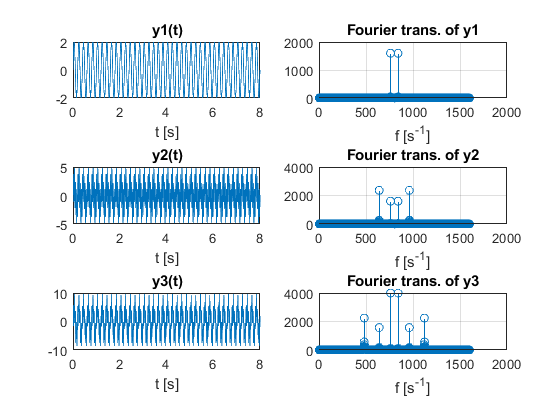 y1(t)
2
0
-2
0 2 4 6 8
t [s]
Fourier trans. of y1
2000
1000
0
0 500 1000 1500 2000
f [s-1]
y2(t)
5
0
-5
0 2 4 6 8
t [s]
Fourier trans. of y2
4000
2000
0
0 500 1000 1500 2000
f [s-1]
y3(t)
10
0
-10
0 2 4 6 8
t [s]
Fourier trans. of y3
4000
2000
0
0 500 1000 1500 2000
f [s-1]